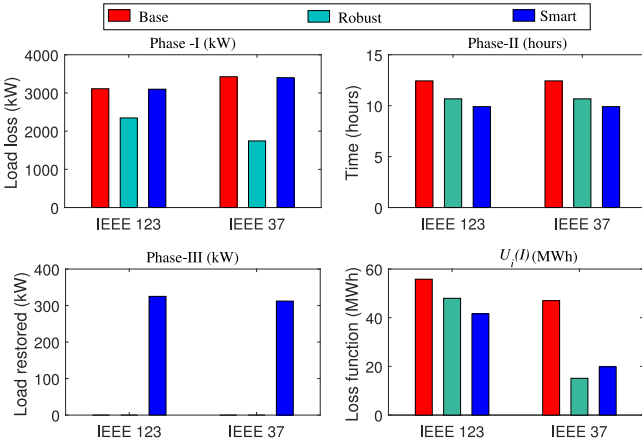 Base Robust Smart
Phase -I (kW)
Load loss (kW)
4000
3000
2000
1000
0
IEEE 123 IEEE 37
Phase-II (hours)
Time (hours)
15
10
5
0
IEEE 123 IEEE 37
Phase-III (kW)
Load restored (kW)
400
300
200
100
0
IEEE 123 IEEE 37
U_i(I) (MWh)
Loss function (MWh)
60
40
20
0
IEEE 123 IEEE 37